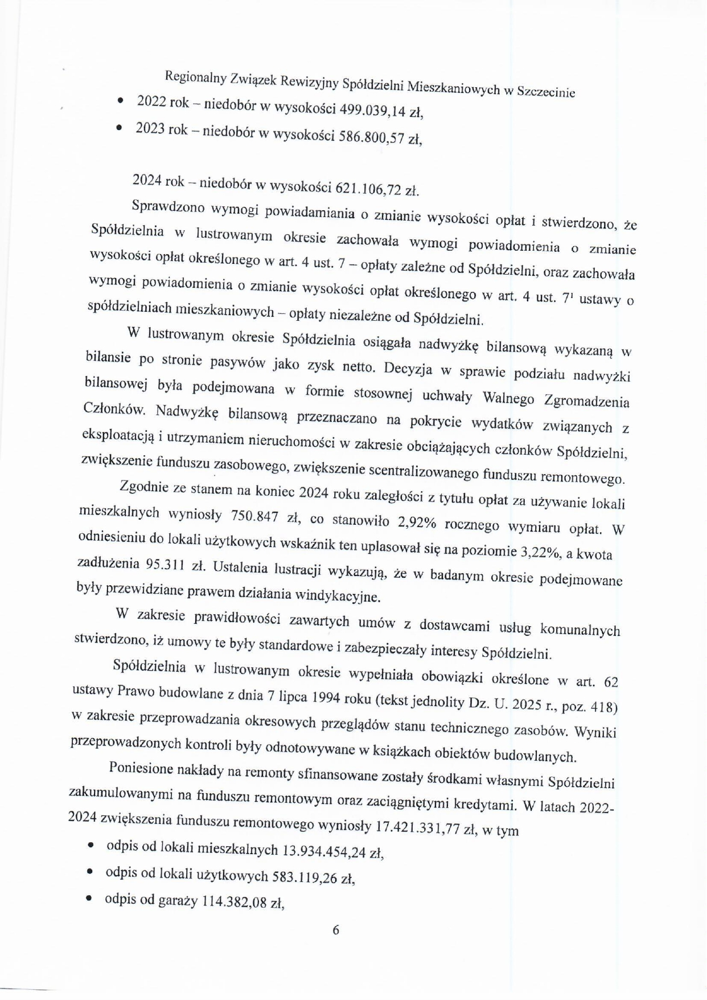 Regionalny Związek Rewizyjny Spółdzielni Mieszkaniowych w Szczecinie
• 2022 rok – niedobór w wysokości 499.039,14 zł,
• 2023 rok – niedobór w wysokości 586.800,57 zł,
2024 rok – niedobór w wysokości 621.106,72 zł.
Sprawdzono wymogi powiadamiania o zmianie wysokości opłat i stwierdzono, że
Spółdzielnia w lustrowanym okresie zachowała wymogi powiadomienia o zmianie
wysokości opłat określonego w art. 4 ust. 7 – opłaty zależne od Spółdzielni, oraz zachowała
wymogi powiadomienia o zmianie wysokości opłat określonego w art. 4 ust. 7¹ ustawy o
spółdzielniach mieszkaniowych – opłaty niezależne od Spółdzielni.
W lustrowanym okresie Spółdzielnia osiągała nadwyżkę bilansową wykazaną w
bilansie po stronie pasywów jako zysk netto. Decyzja w sprawie podziału nadwyżki
bilansowej była podejmowana w formie stosownej uchwały Walnego Zgromadzenia
Członków. Nadwyżkę bilansową przeznaczano na pokrycie wydatków związanych z
eksploatacją i utrzymaniem nieruchomości w zakresie obciążających członków Spółdzielni,
zwiększenie funduszu zasobowego, zwiększenie scentralizowanego funduszu remontowego.
Zgodnie ze stanem na koniec 2024 roku zaległości z tytułu opłat za używanie lokali
mieszkalnych wyniosły 750.847 zł, co stanowiło 2,92% rocznego wymiaru opłat. W
odniesieniu do lokali użytkowych wskaźnik ten uplasował się na poziomie 3,22%, a kwota
zadłużenia 95.311 zł. Ustalenia lustracji wykazują, że w badanym okresie podejmowane
były przewidziane prawem działania windykacyjne.
W zakresie prawidłowości zawartych umów z dostawcami usług komunalnych
stwierdzono, iż umowy te były standardowe i zabezpieczały interesy Spółdzielni.
Spółdzielnia w lustrowanym okresie wypełniała obowiązki określone w art. 62
ustawy Prawo budowlane z dnia 7 lipca 1994 roku (tekst jednolity Dz. U. 2025 r., poz. 418)
w zakresie przeprowadzania okresowych przeglądów stanu technicznego zasobów. Wyniki
przeprowadzonych kontroli były odnotowywane w książkach obiektów budowlanych.
Poniesione nakłady na remonty sfinansowane zostały środkami własnymi Spółdzielni
zakumulowanymi na funduszu remontowym oraz zaciągniętymi kredytami. W latach 2022-
2024 zwiększenia funduszu remontowego wyniosły 17.421.331,77 zł, w tym
• odpis od lokali mieszkalnych 13.934.454,24 zł,
• odpis od lokali użytkowych 583.119,26 zł,
• odpis od garaży 114.382,08 zł,
6